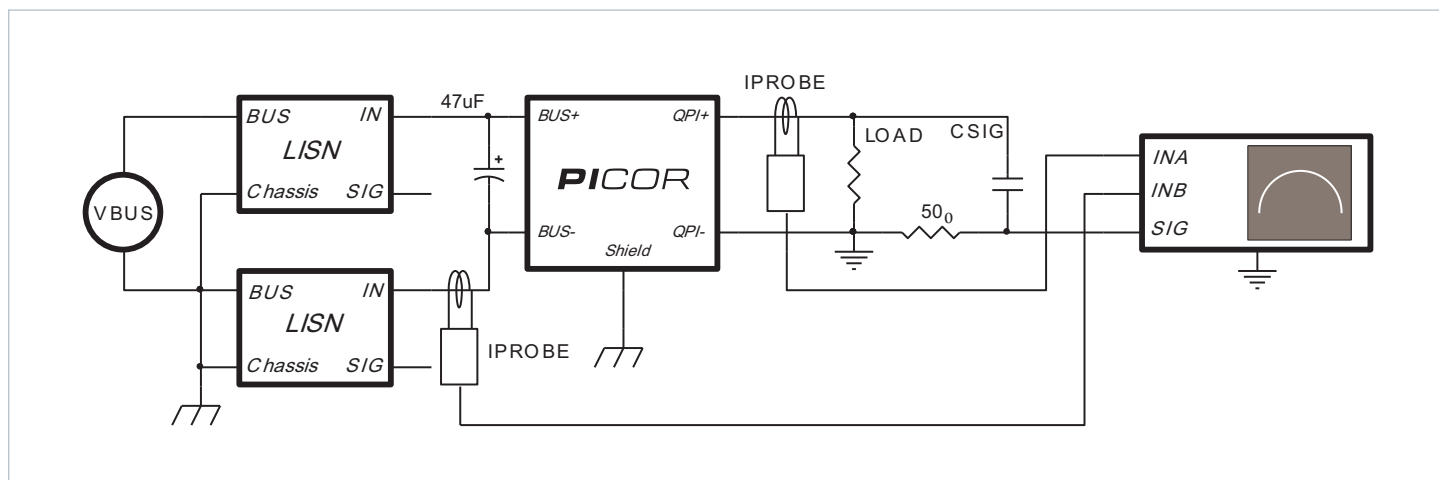 IPROBE
47uF
BUS IN
LISN
Chassis SIG
VBUS
BUS+ QPI+
PICOR
BUS- QPI-
Shield
LOAD
CSIG
50Ω
INA
INB
SIG
BUS IN
LISN
Chassis SIG
IPROBE